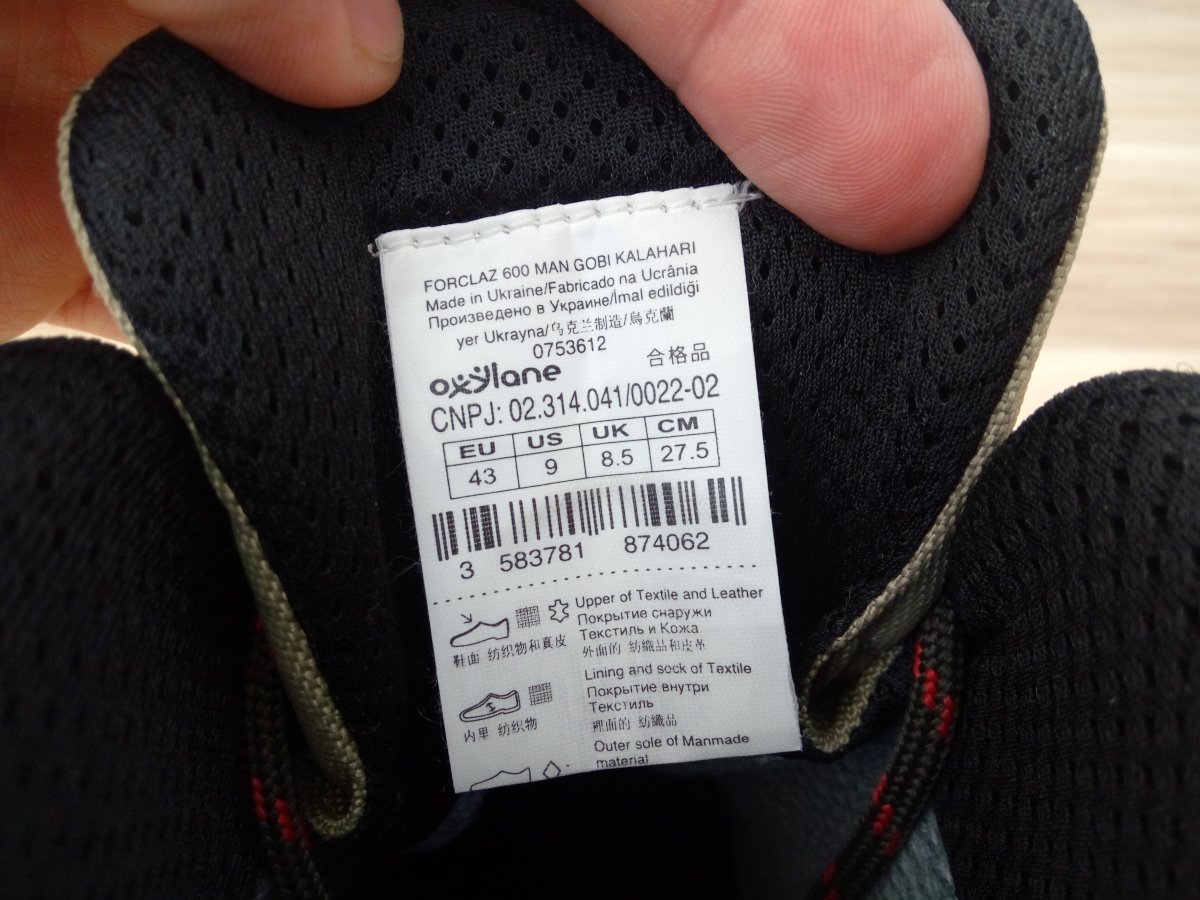 FORCLAZ 600 MAN GOBI KALAHARI
Made in Ukraine/Fabricado na Ucrânia
Произведено в Украине/İmal edildiği
yer Ukrayna/乌克兰制造/烏克蘭
0753612
合格品
oxylane
CNPJ: 02.314.041/0022-02
EU US UK CM
43 9 8.5 27.5
3 583781 874062
Upper of Textile and Leather
Покрытие снаружи
Текстиль и Кожа
鞋面 纺织物和真皮
外面的 紡織品和皮革
Lining and sock of Textile
Покрытие внутри
Текстиль
内里 纺织物
裡面的 紡織品
Outer sole of Manmade
material